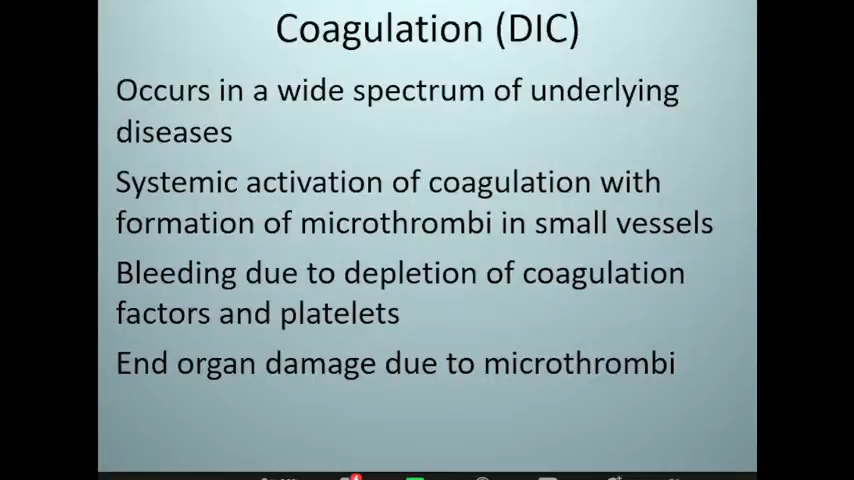 Coagulation (DIC)
Occurs in a wide spectrum of underlying
diseases
Systemic activation of coagulation with
formation of microthrombi in small vessels
Bleeding due to depletion of coagulation
factors and platelets
End organ damage due to microthrombi